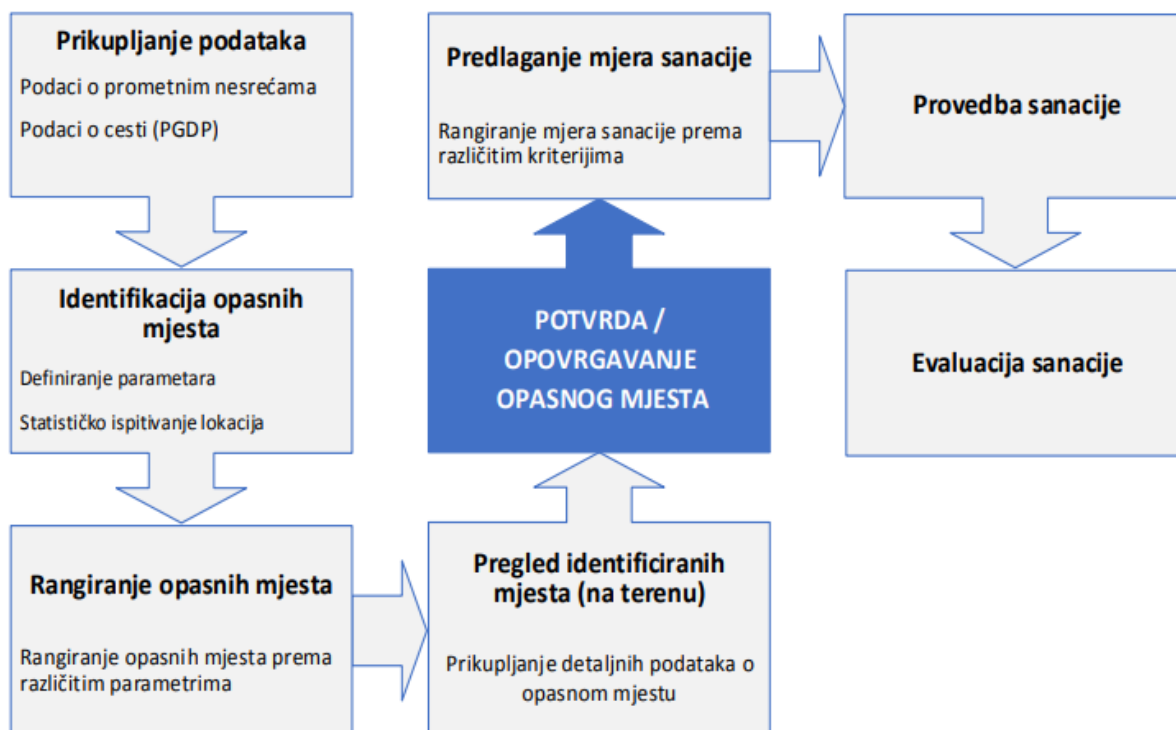 Prikupljanje podataka
Podaci o prometnim nesrećama
Podaci o cesti (PGDP)
Identifikacija opasnih
mjesta
Definiranje parametara
Statističko ispitivanje lokacija
Rangiranje opasnih mjesta
Rangiranje opasnih mjesta prema
različitim parametrima
Pregled identificiranih
mjesta (na terenu)
Prikupljanje detaljnih podataka o
opasnom mjestu
POTVRDA /
OPOVRGAVANJE
OPASNOG MJESTA
Predlaganje mjera sanacije
Rangiranje mjera sanacije prema
različitim kriterijima
Provedba sanacije
Evaluacija sanacije